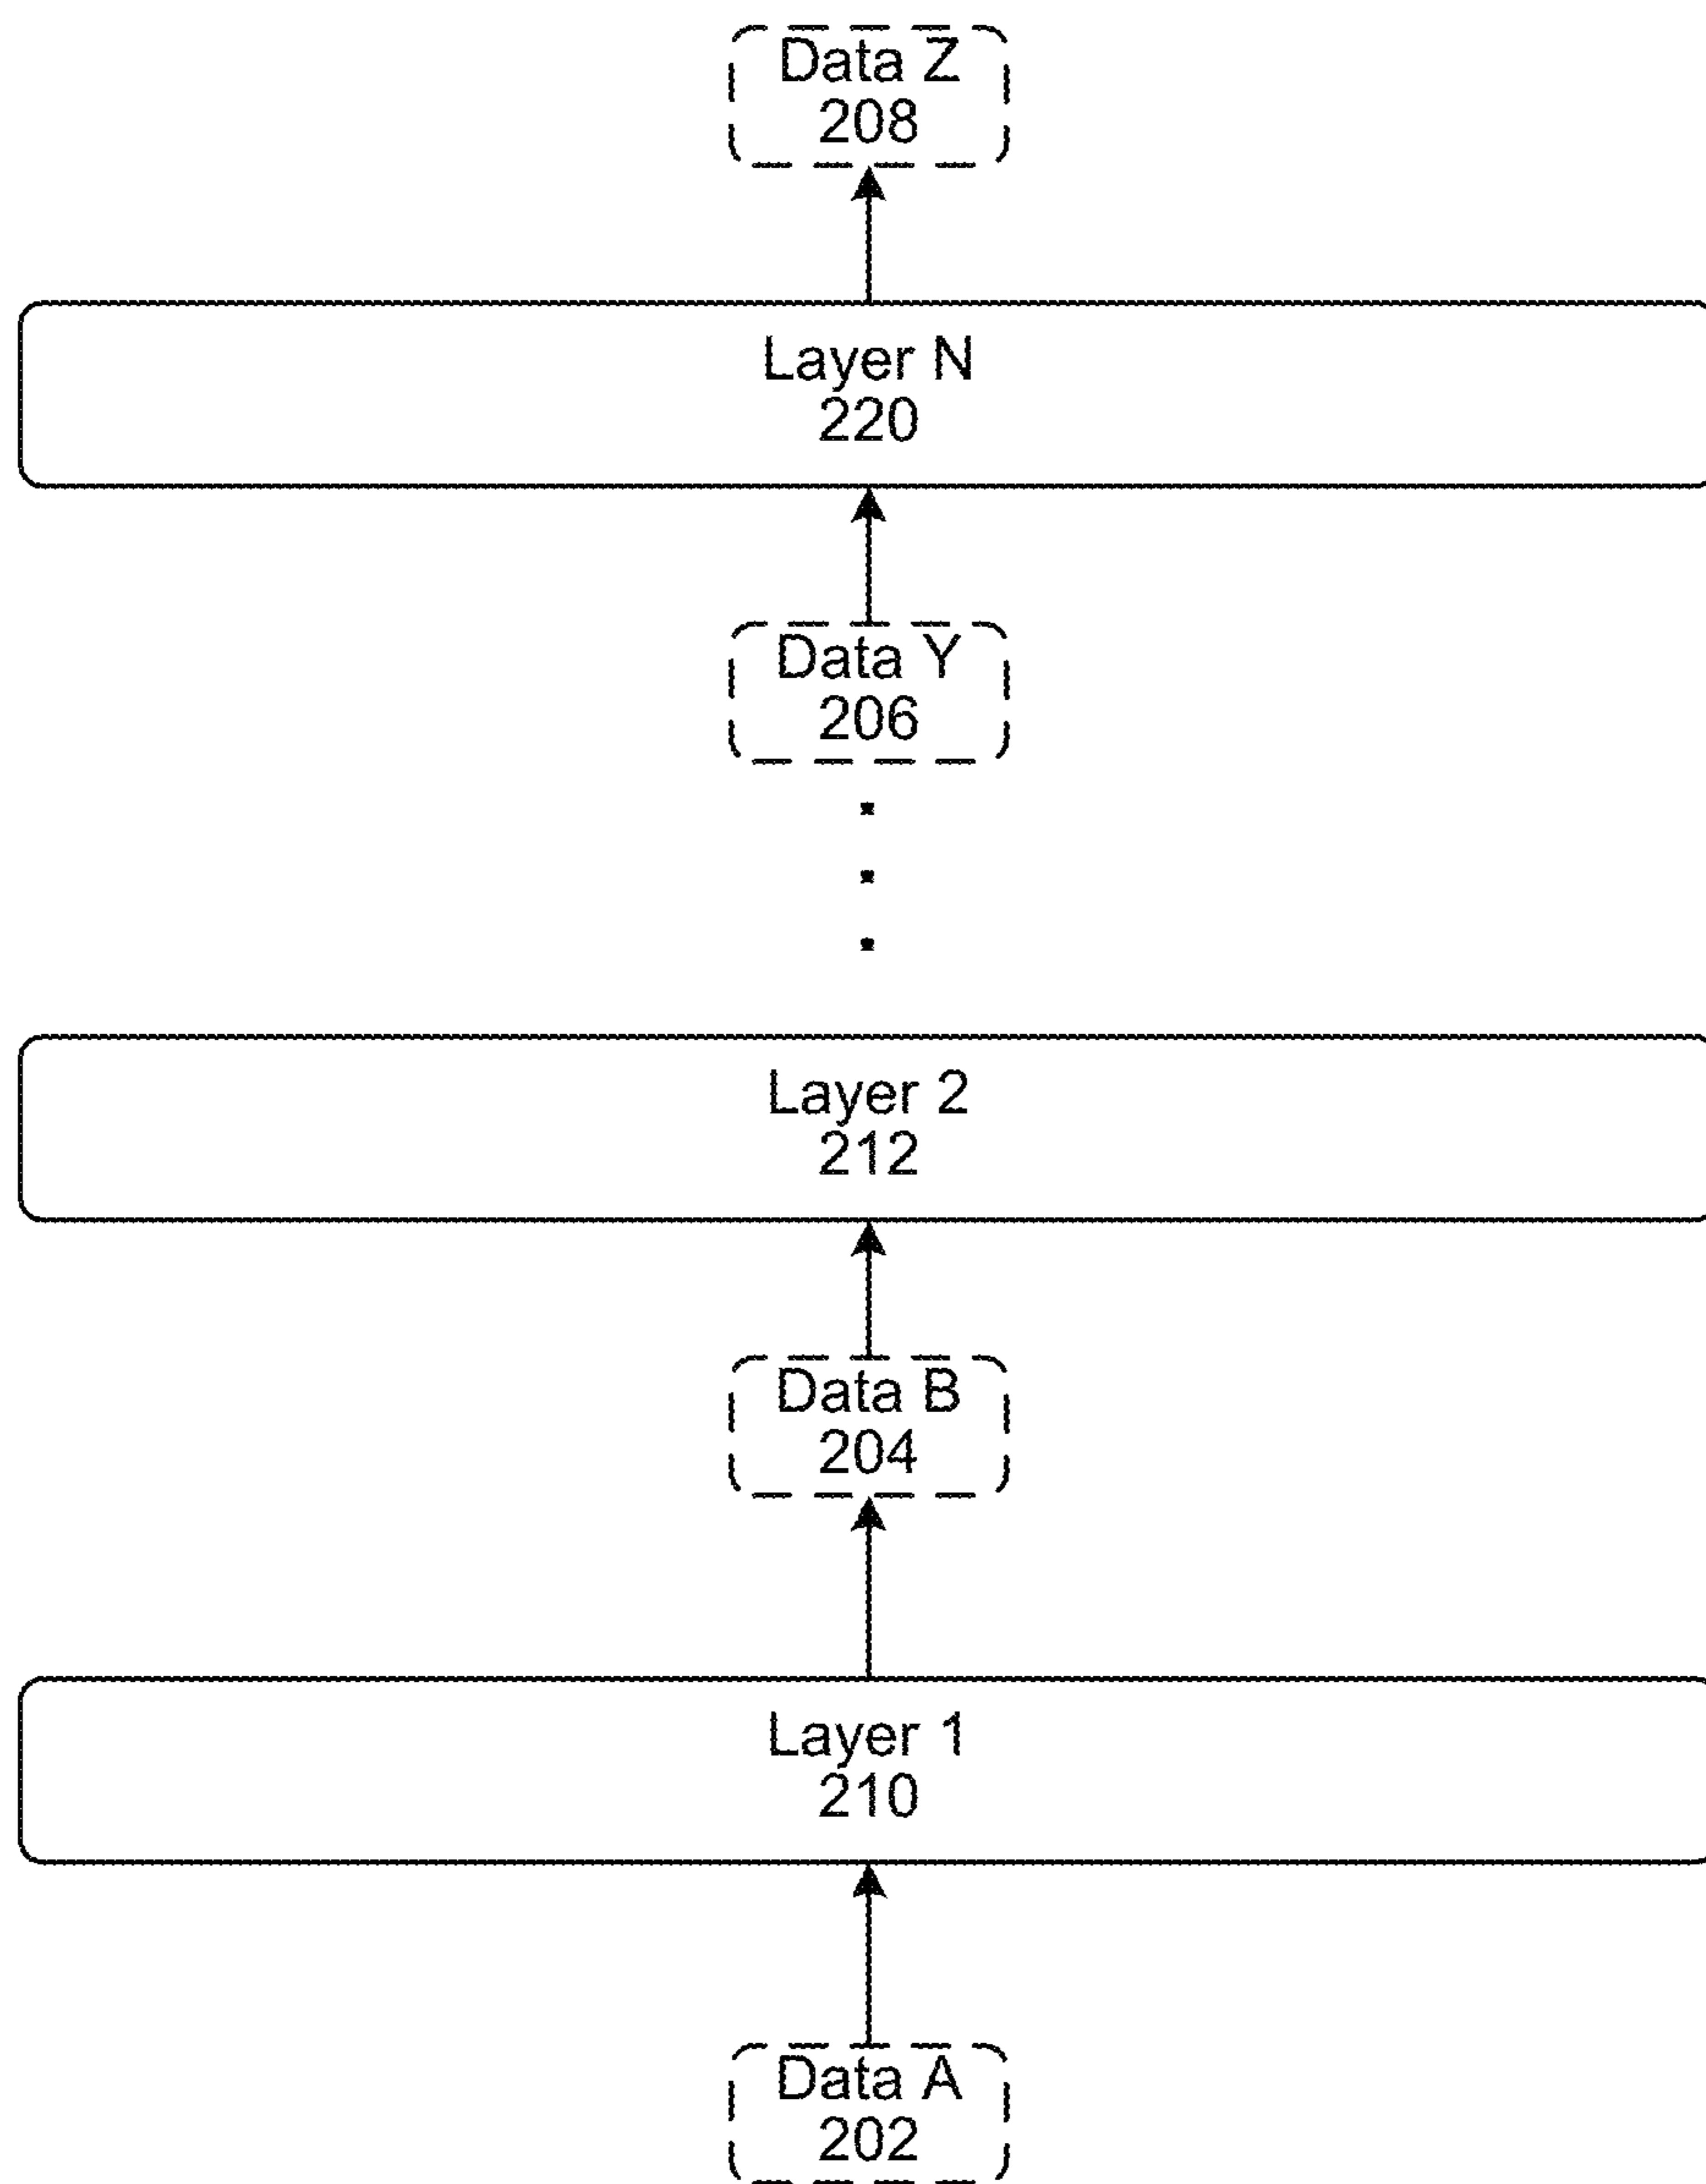 Data Z
208
Layer N
220
Data Y
206
Layer 2
212
Data B
204
Layer 1
210
Data A
202